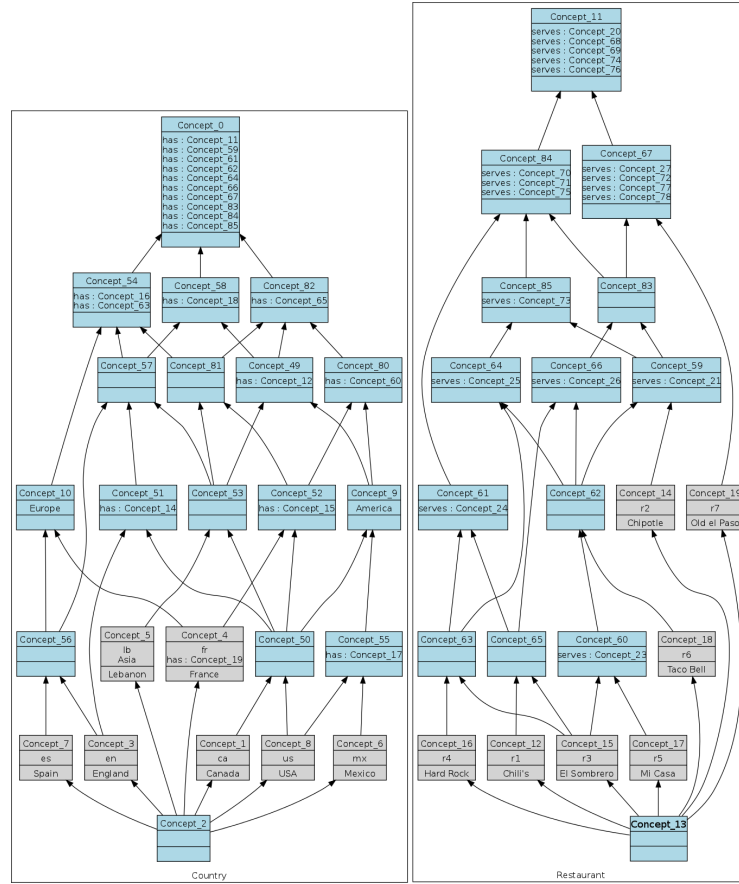 Concept_11
serves : Concept_20
serves : Concept_68
serves : Concept_69
serves : Concept_74
serves : Concept_76
Concept_0
has : Concept_11
has : Concept_59
has : Concept_61
has : Concept_62
has : Concept_64
has : Concept_66
has : Concept_67
has : Concept_83
has : Concept_84
has : Concept_85
Concept_84
serves : Concept_70
serves : Concept_71
serves : Concept_75
Concept_67
serves : Concept_27
serves : Concept_72
serves : Concept_77
serves : Concept_78
Concept_54
has : Concept_16
has : Concept_63
Concept_58
has : Concept_18
Concept_82
has : Concept_65
Concept_85
serves : Concept_73
Concept_83
Concept_57
Concept_81
Concept_49
has : Concept_12
Concept_80
has : Concept_60
Concept_64
serves : Concept_25
Concept_66
serves : Concept_26
Concept_59
serves : Concept_21
Concept_10
Europe
Concept_51
has : Concept_14
Concept_53
Concept_52
has : Concept_15
Concept_9
America
Concept_61
serves : Concept_24
Concept_62
Concept_14
r2
Chipotle
Concept_19
r7
Old el Paso
Concept_56
Concept_5
lb
Asia
Lebanon
Concept_4
fr
has : Concept_19
France
Concept_50
Concept_55
has : Concept_17
Concept_63
Concept_65
Concept_60
serves : Concept_23
Concept_18
r6
Taco Bell
Concept_7
es
Spain
Concept_3
en
England
Concept_1
ca
Canada
Concept_8
us
USA
Concept_6
mx
Mexico
Concept_16
r4
Hard Rock
Concept_12
r1
Chili's
Concept_15
r3
El Sombrero
Concept_17
r5
Mi Casa
Concept_2
Concept_13
Country
Restaurant